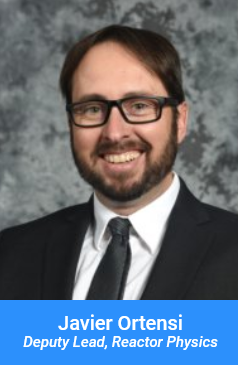 Javier Ortensi
Deputy Lead, Reactor Physics